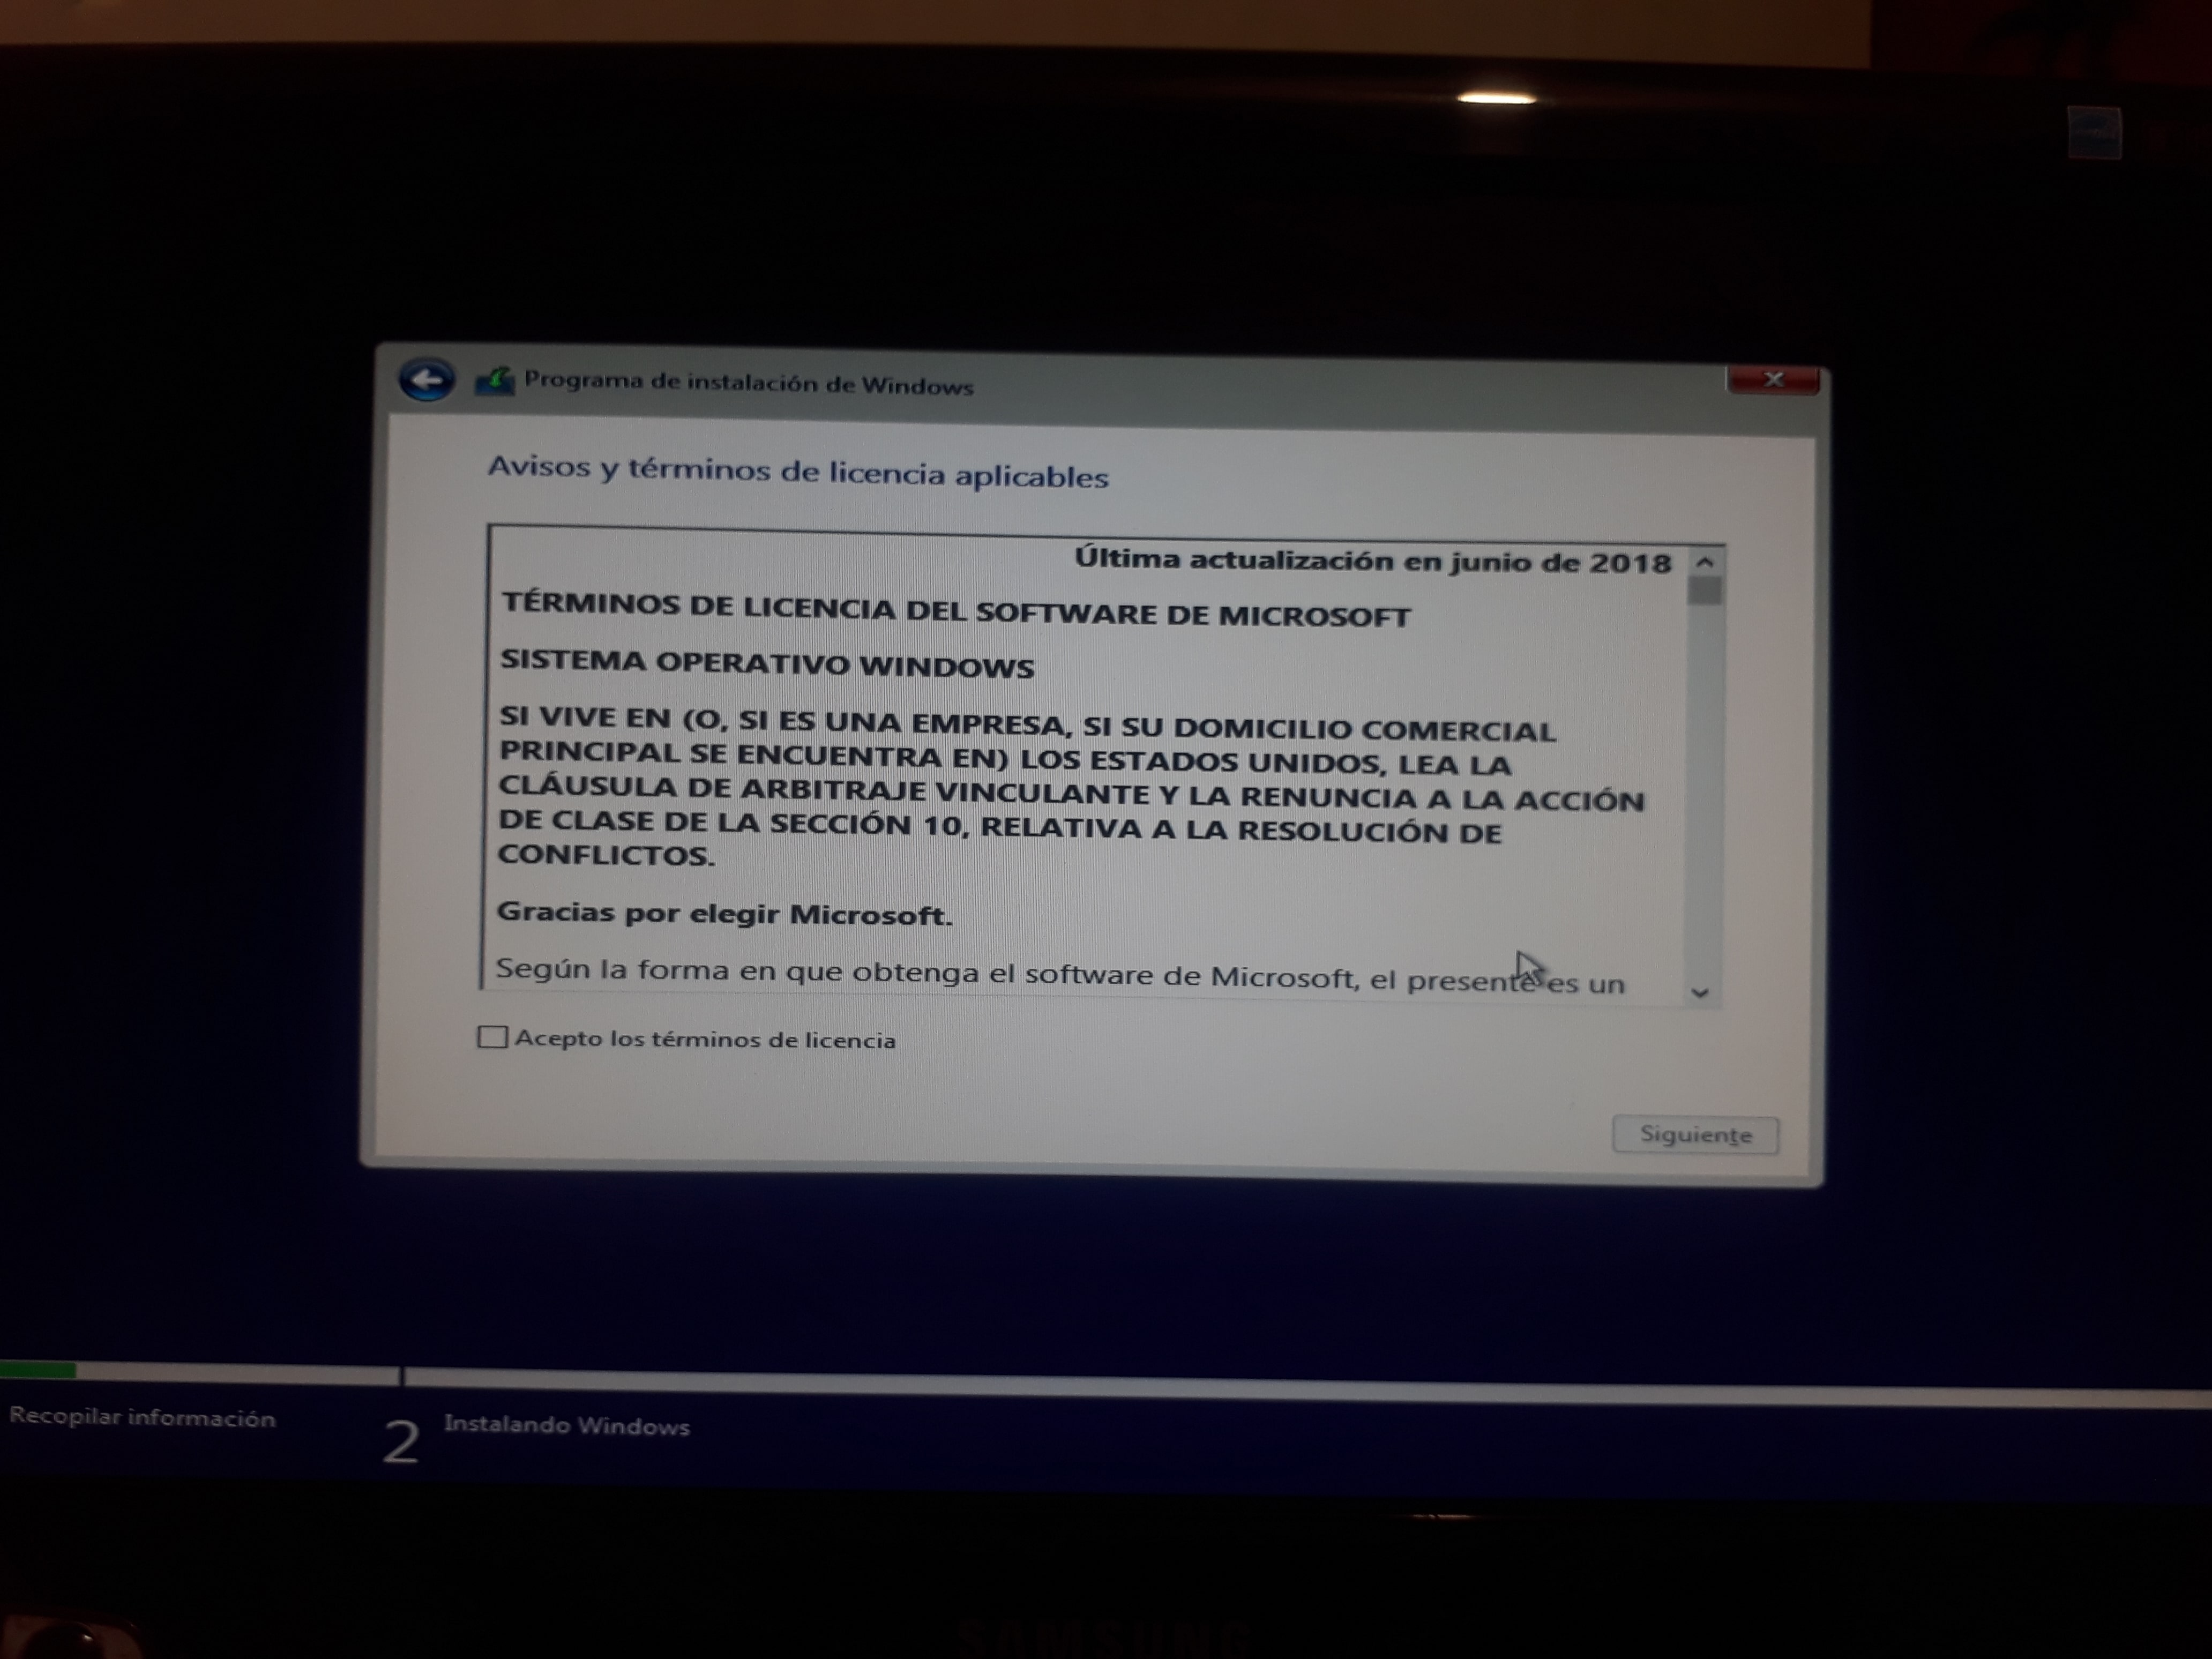 Programa de instalación de Windows
Avisos y términos de licencia aplicables
Última actualización en junio de 2018
TÉRMINOS DE LICENCIA DEL SOFTWARE DE MICROSOFT
SISTEMA OPERATIVO WINDOWS
SI VIVE EN (O, SI ES UNA EMPRESA, SI SU DOMICILIO COMERCIAL
PRINCIPAL SE ENCUENTRA EN) LOS ESTADOS UNIDOS, LEA LA
CLÁUSULA DE ARBITRAJE VINCULANTE Y LA RENUNCIA A LA ACCIÓN
DE CLASE DE LA SECCIÓN 10, RELATIVA A LA RESOLUCIÓN DE
CONFLICTOS.
Gracias por elegir Microsoft.
Según la forma en que obtenga el software de Microsoft, el presente es un
Acepto los términos de licencia
Siguiente
Recopilar información
2 Instalando Windows
SAMSUNG